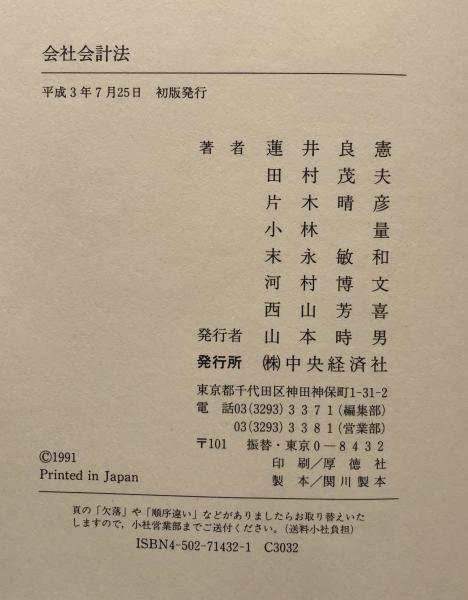 会社会計法
平成3年7月25日 初版発行
著者 蓮井良憲
田村茂夫
片木晴彦
小林量
末永敏和
河村博文
西山芳喜
発行者 山本時男
発行所 ㈱中央経済社
東京都千代田区神田神保町1-31-2
電話03(3293)3371(編集部)
03(3293)3381(営業部)
〒101 振替・東京0-8432
印刷/厚徳社
製本/関川製本
©1991
Printed in Japan
頁の「欠落」や「順序違い」などがありましたらお取り替えいた
しますので,小社営業部までご送付ください。(送料小社負担)
ISBN4-502-71432-1 C3032